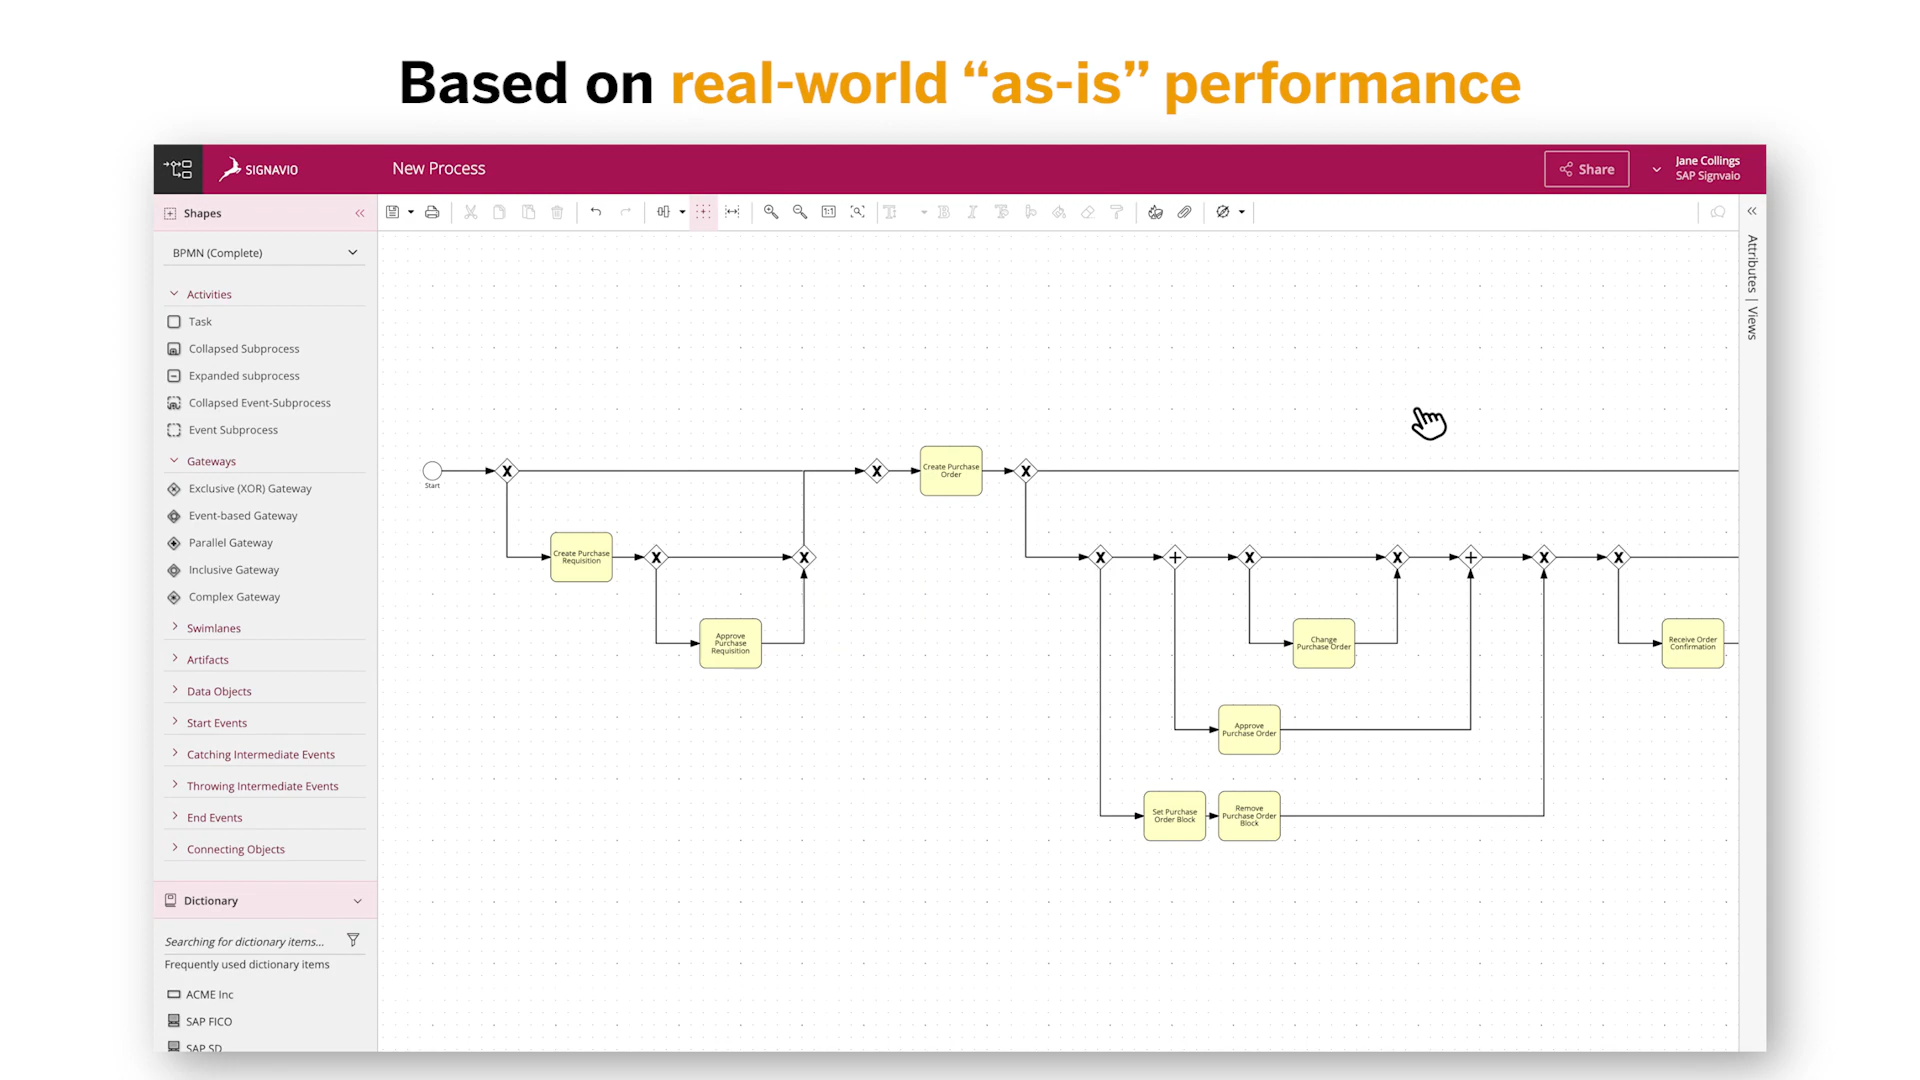 Based on real-world “as-is” performance
SIGNAVIO
New Process
Share
Jane Collings
SAP Signvaio
Shapes
BPMN (Complete)
Activities
Task
Collapsed Subprocess
Expanded subprocess
Collapsed Event-Subprocess
Event Subprocess
Gateways
Exclusive (XOR) Gateway
Event-based Gateway
Parallel Gateway
Inclusive Gateway
Complex Gateway
Swimlanes
Artifacts
Data Objects
Start Events
Catching Intermediate Events
Throwing Intermediate Events
End Events
Connecting Objects
Dictionary
Searching for dictionary items...
Frequently used dictionary items
ACME Inc
SAP FICO
SAP SD
Start
Create Purchase
Requisition
Approve
Purchase
Requisition
Create Purchase
Order
Change
Purchase Order
Approve
Purchase Order
Set Purchase
Order Block
Remove
Purchase Order
Block
Receive Order
Confirmation
Attributes | Views